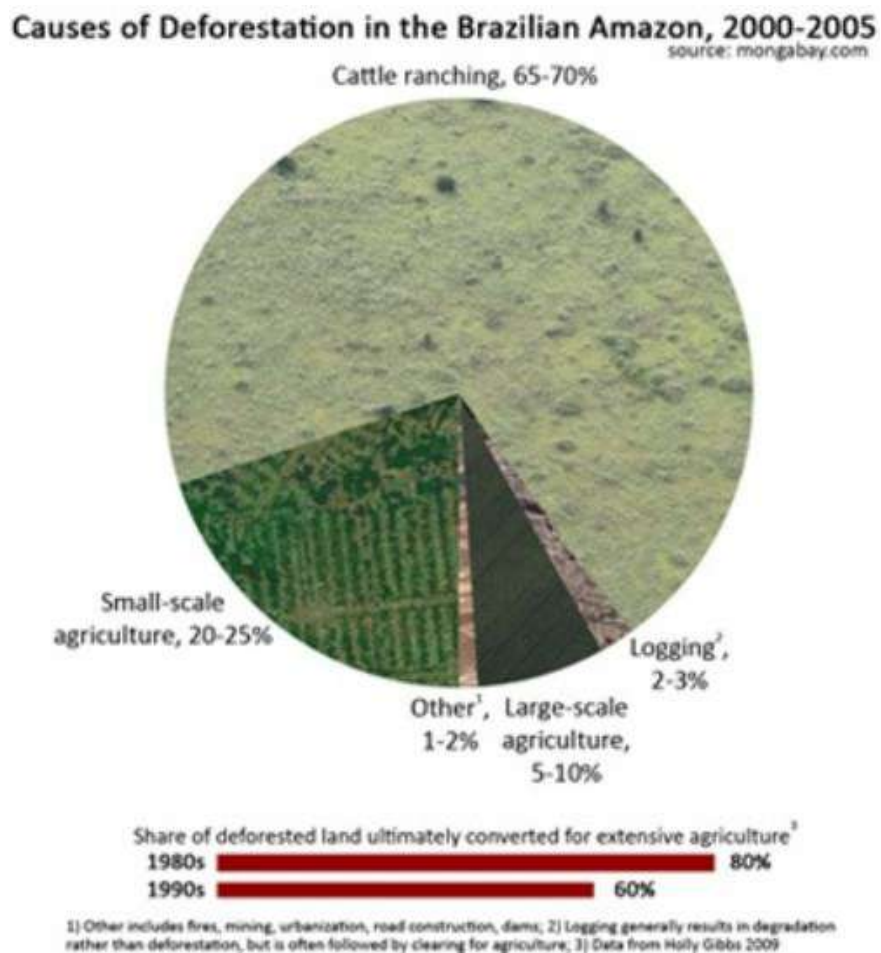 Causes of Deforestation in the Brazilian Amazon, 2000-2005
source: mongabay.com
Cattle ranching, 65-70%
Small-scale
agriculture, 20-25%
Logging²,
2-3%
Other¹,
1-2%
Large-scale
agriculture,
5-10%
Share of deforested land ultimately converted for extensive agriculture³
1980s 80%
1990s 60%
1) Other includes fires, mining, urbanization, road construction, dams; 2) Logging generally results in degradation
rather than deforestation, but is often followed by clearing for agriculture; 3) Data from Holly Gibbs 2009